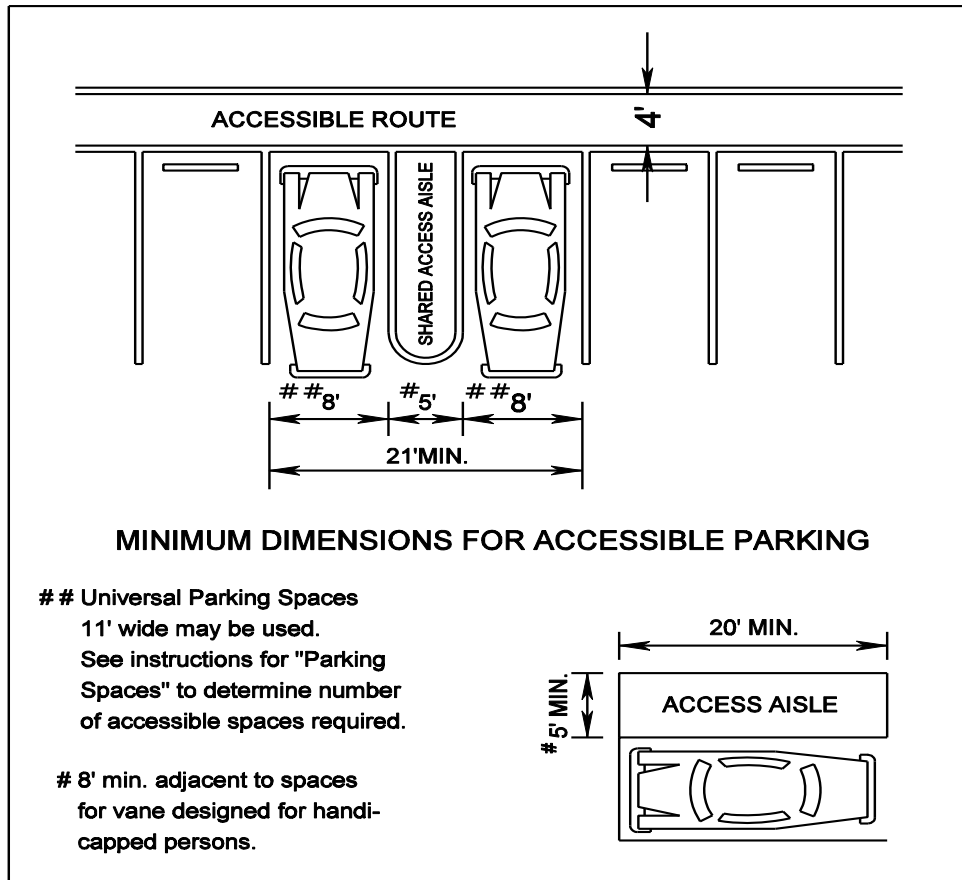 ACCESSIBLE ROUTE
4'
SHARED ACCESS AISLE
# # 8'
# 5'
# # 8'
21'MIN.
MINIMUM DIMENSIONS FOR ACCESSIBLE PARKING
# # Universal Parking Spaces
11' wide may be used.
See instructions for "Parking
Spaces" to determine number
of accessible spaces required.
# 8' min. adjacent to spaces
for vane designed for handi-
capped persons.
20' MIN.
# 5' MIN.
ACCESS AISLE